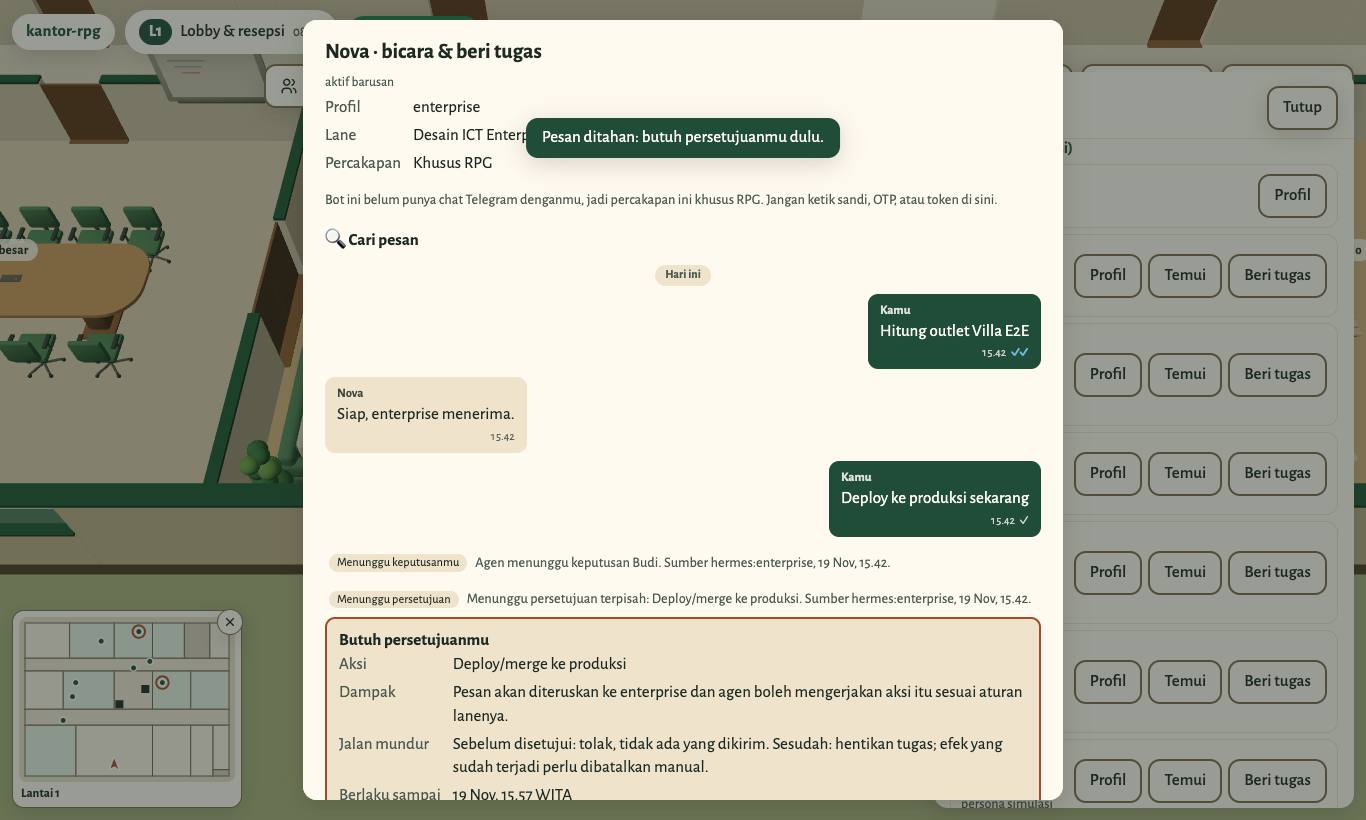 kantor-rpg
L1 Lobby & resepsi
Nova · bicara & beri tugas
aktif barusan
Profil enterprise
Lane Desain ICT Enterp
Pesan ditahan: butuh persetujuanmu dulu.
Percakapan Khusus RPG
Bot ini belum punya chat Telegram denganmu, jadi percakapan ini khusus RPG. Jangan ketik sandi, OTP, atau token di sini.
🔍 Cari pesan
Hari ini
Kamu
Hitung outlet Villa E2E
15.42
Nova
Siap, enterprise menerima.
15.42
Kamu
Deploy ke produksi sekarang
15.42
Menunggu keputusanmu Agen menunggu keputusan Budi. Sumber hermes:enterprise, 19 Nov, 15.42.
Menunggu persetujuan Menunggu persetujuan terpisah: Deploy/merge ke produksi. Sumber hermes:enterprise, 19 Nov, 15.42.
Butuh persetujuanmu
Aksi Deploy/merge ke produksi
Dampak Pesan akan diteruskan ke enterprise dan agen boleh mengerjakan aksi itu sesuai aturan
lanenya.
Jalan mundur Sebelum disetujui: tolak, tidak ada yang dikirim. Sesudah: hentikan tugas; efek yang
sudah terjadi perlu dibatalkan manual.
Berlaku sampai 19 Nov, 15.57 WITA
Tutup
Profil
Profil Temui Beri tugas
Profil Temui Beri tugas
Profil Temui Beri tugas
Profil Temui Beri tugas
Profil Temui Beri tugas
Profil Temui Beri tugas
persona simulasi
besar
Lantai 1